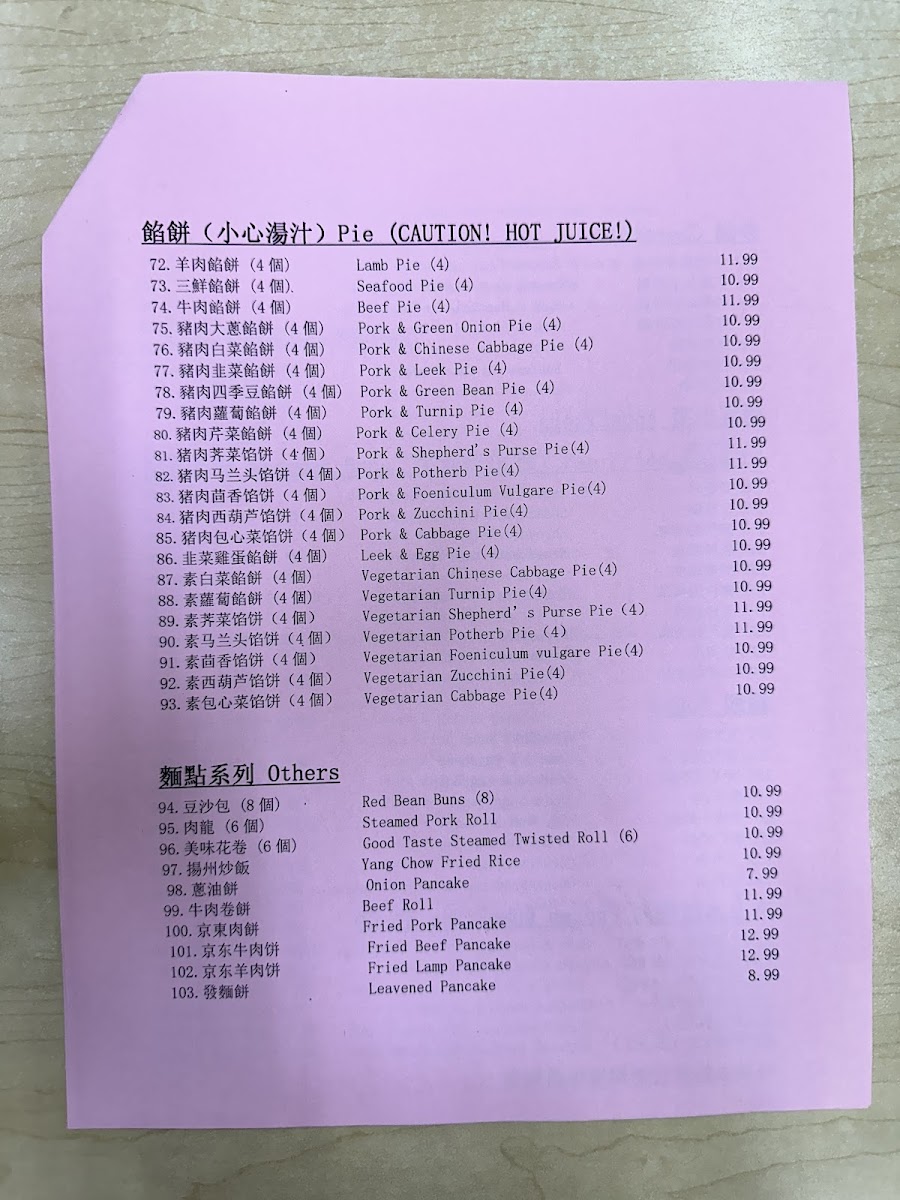 餡餅（小心湯汁）Pie (CAUTION! HOT JUICE!)
72. 羊肉餡餅 (4 個) Lamb Pie (4) 11.99
73. 三鮮餡餅 (4 個). Seafood Pie (4) 10.99
74. 牛肉餡餅 (4 個) Beef Pie (4) 11.99
75. 豬肉大蔥餡餅 (4 個) Pork & Green Onion Pie (4) 10.99
76. 豬肉白菜餡餅 (4 個) Pork & Chinese Cabbage Pie (4) 10.99
77. 豬肉韭菜餡餅 (4 個) Pork & Leek Pie (4) 10.99
78. 豬肉四季豆餡餅 (4 個) Pork & Green Bean Pie (4) 10.99
79. 豬肉蘿蔔餡餅 (4 個) Pork & Turnip Pie (4) 10.99
80. 豬肉芹菜餡餅 (4 個) Pork & Celery Pie (4) 10.99
81. 猪肉荠菜馅饼（4 個） Pork & Shepherd's Purse Pie(4) 11.99
82. 猪肉马兰头馅饼（4 個） Pork & Potherb Pie(4) 11.99
83. 猪肉茴香馅饼（4 個） Pork & Foeniculum Vulgare Pie(4) 10.99
84. 猪肉西葫芦馅饼（4 個） Pork & Zucchini Pie(4) 10.99
85. 猪肉包心菜馅饼（4 個） Pork & Cabbage Pie(4) 10.99
86. 韭菜雞蛋餡餅 (4 個) Leek & Egg Pie (4) 10.99
87. 素白菜餡餅 (4 個) Vegetarian Chinese Cabbage Pie(4) 10.99
88. 素蘿蔔餡餅 (4 個) Vegetarian Turnip Pie(4) 10.99
89. 素荠菜馅饼（4 個） Vegetarian Shepherd's Purse Pie (4) 11.99
90. 素马兰头馅饼（4 個） Vegetarian Potherb Pie (4) 11.99
91. 素茴香馅饼（4 個） Vegetarian Foeniculum vulgare Pie(4) 10.99
92. 素西葫芦馅饼（4 個） Vegetarian Zucchini Pie(4) 10.99
93. 素包心菜馅饼（4 個） Vegetarian Cabbage Pie(4) 10.99
麵點系列 Others
94. 豆沙包 (8 個) Red Bean Buns (8) 10.99
95. 肉龍 (6 個) Steamed Pork Roll 10.99
96. 美味花卷 (6 個) Good Taste Steamed Twisted Roll (6) 10.99
97. 揚州炒飯 Yang Chow Fried Rice 10.99
98. 蔥油餅 Onion Pancake 7.99
99. 牛肉卷餅 Beef Roll 11.99
100. 京東肉餅 Fried Pork Pancake 11.99
101. 京东牛肉饼 Fried Beef Pancake 12.99
102. 京东羊肉饼 Fried Lamp Pancake 12.99
103. 發麵餅 Leavened Pancake 8.99